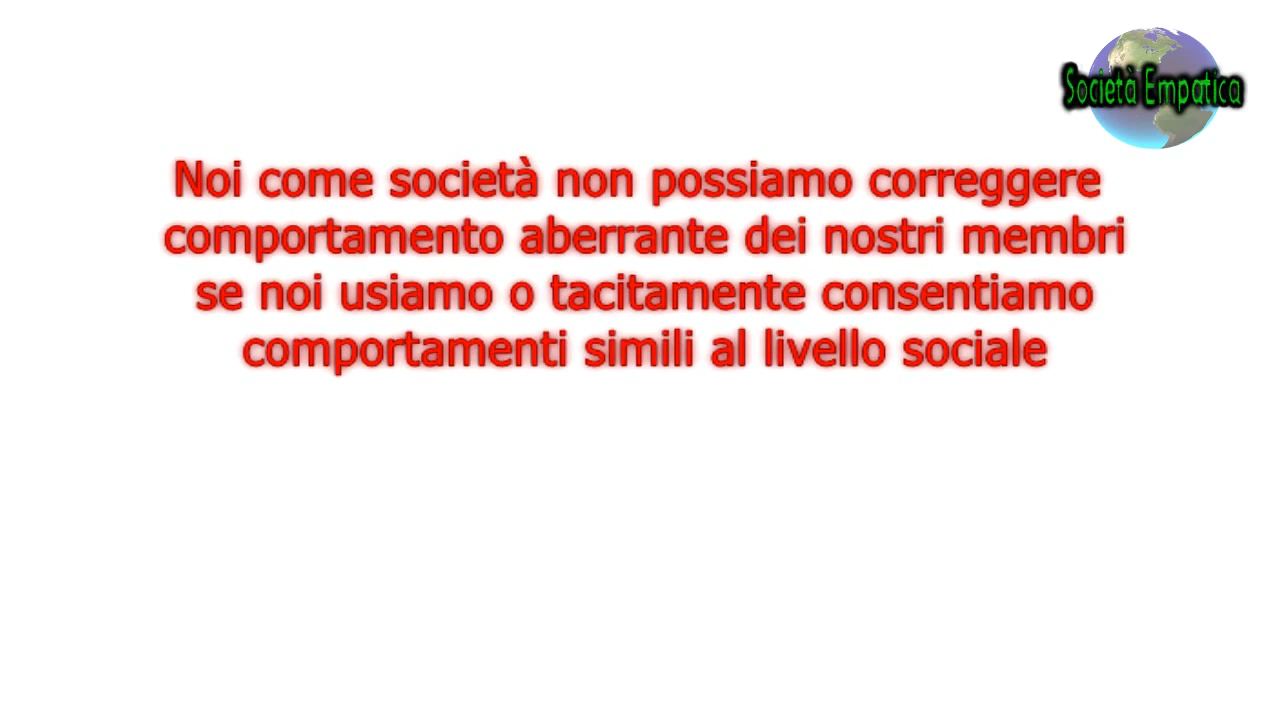 Società Empatica
Noi come società non possiamo correggere
comportamento aberrante dei nostri membri
se noi usiamo o tacitamente consentiamo
comportamenti simili al livello sociale